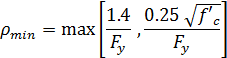 ρ_min = max [ 1.4 / F_y , 0.25 √f'_c / F_y ]